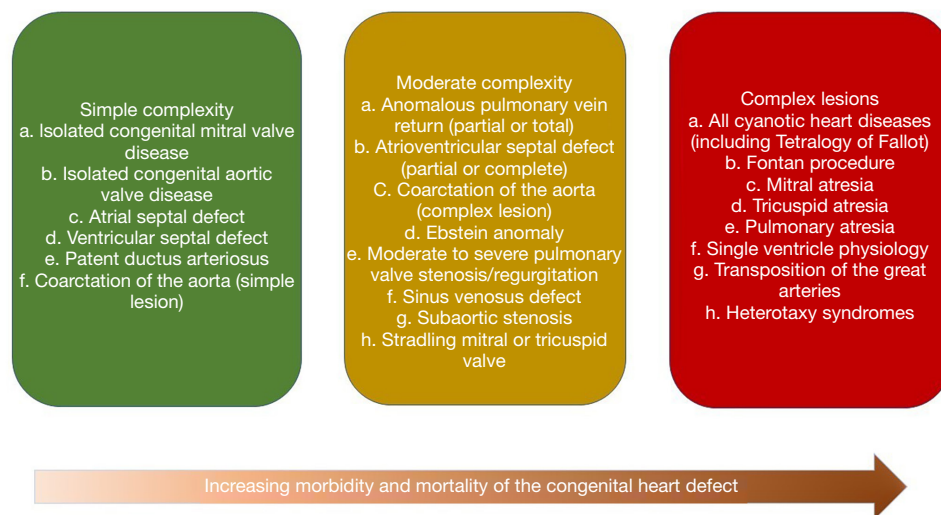 Simple complexity
a. Isolated congenital mitral valve
disease
b. Isolated congenital aortic
valve disease
c. Atrial septal defect
d. Ventricular septal defect
e. Patent ductus arteriosus
f. Coarctation of the aorta (simple
lesion)
Moderate complexity
a. Anomalous pulmonary vein
return (partial or total)
b. Atrioventricular septal defect
(partial or complete)
C. Coarctation of the aorta
(complex lesion)
d. Ebstein anomaly
e. Moderate to severe pulmonary
valve stenosis/regurgitation
f. Sinus venosus defect
g. Subaortic stenosis
h. Stradling mitral or tricuspid
valve
Complex lesions
a. All cyanotic heart diseases
(including Tetralogy of Fallot)
b. Fontan procedure
c. Mitral atresia
d. Tricuspid atresia
e. Pulmonary atresia
f. Single ventricle physiology
g. Transposition of the great
arteries
h. Heterotaxy syndromes
Increasing morbidity and mortality of the congenital heart defect